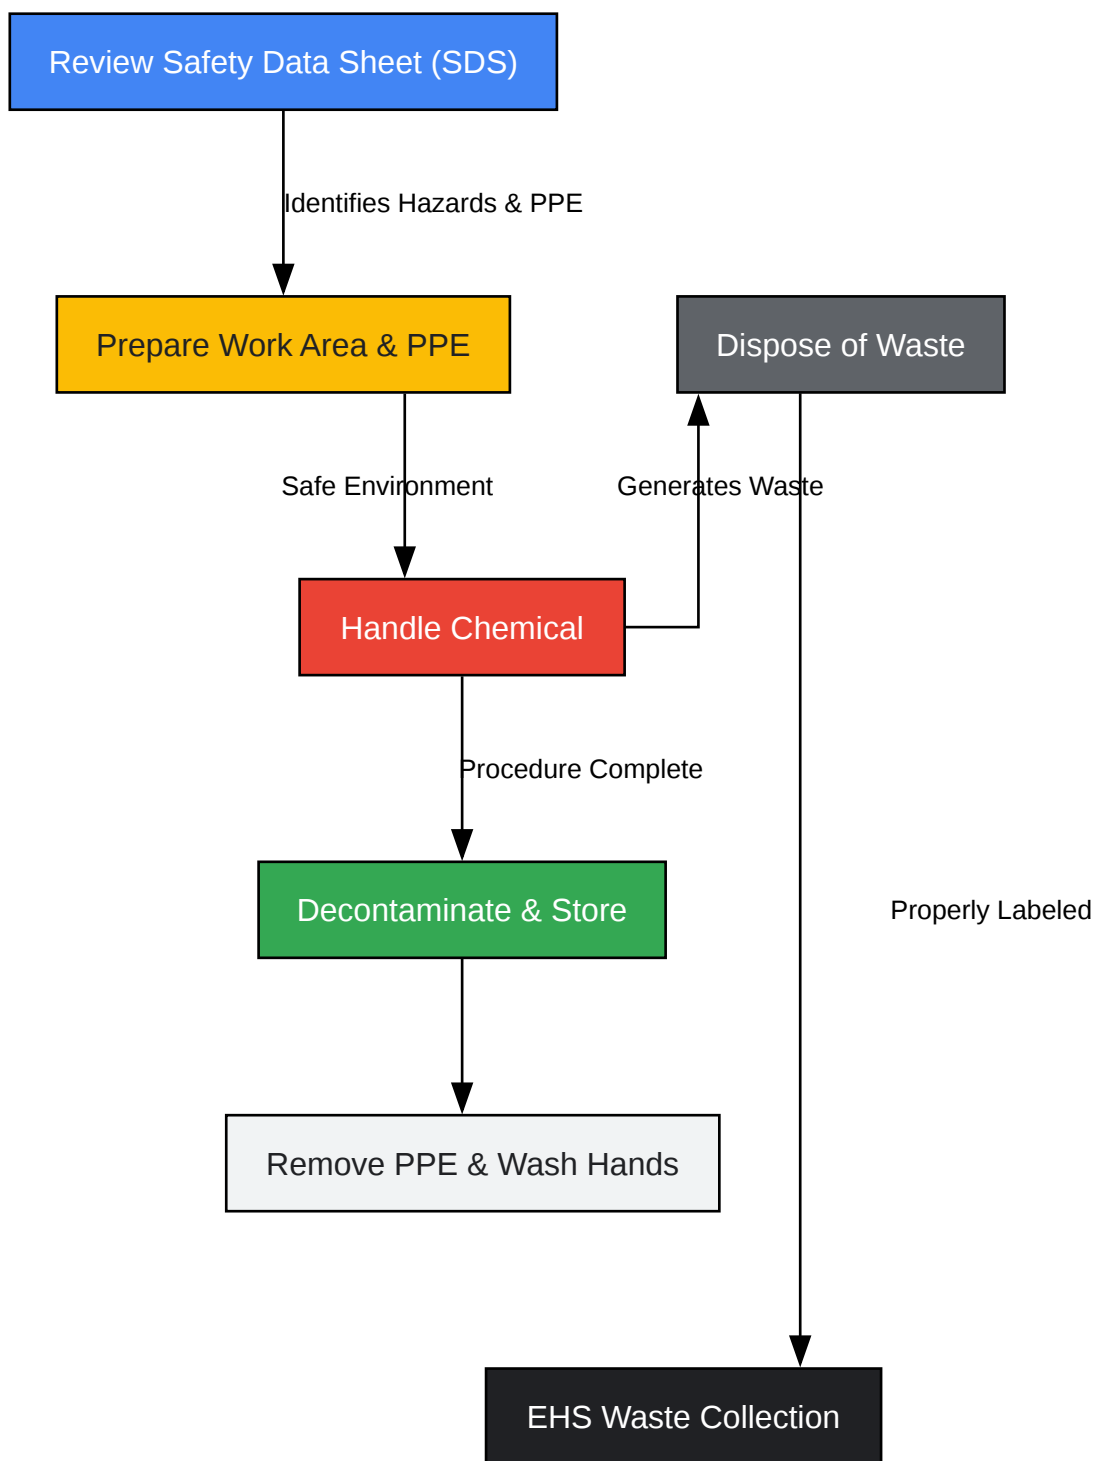 Review Safety Data Sheet (SDS)
Identifies Hazards & PPE
Prepare Work Area & PPE
Dispose of Waste
Safe Environment
Generates Waste
Handle Chemical
Procedure Complete
Decontaminate & Store
Properly Labeled
Remove PPE & Wash Hands
EHS Waste Collection